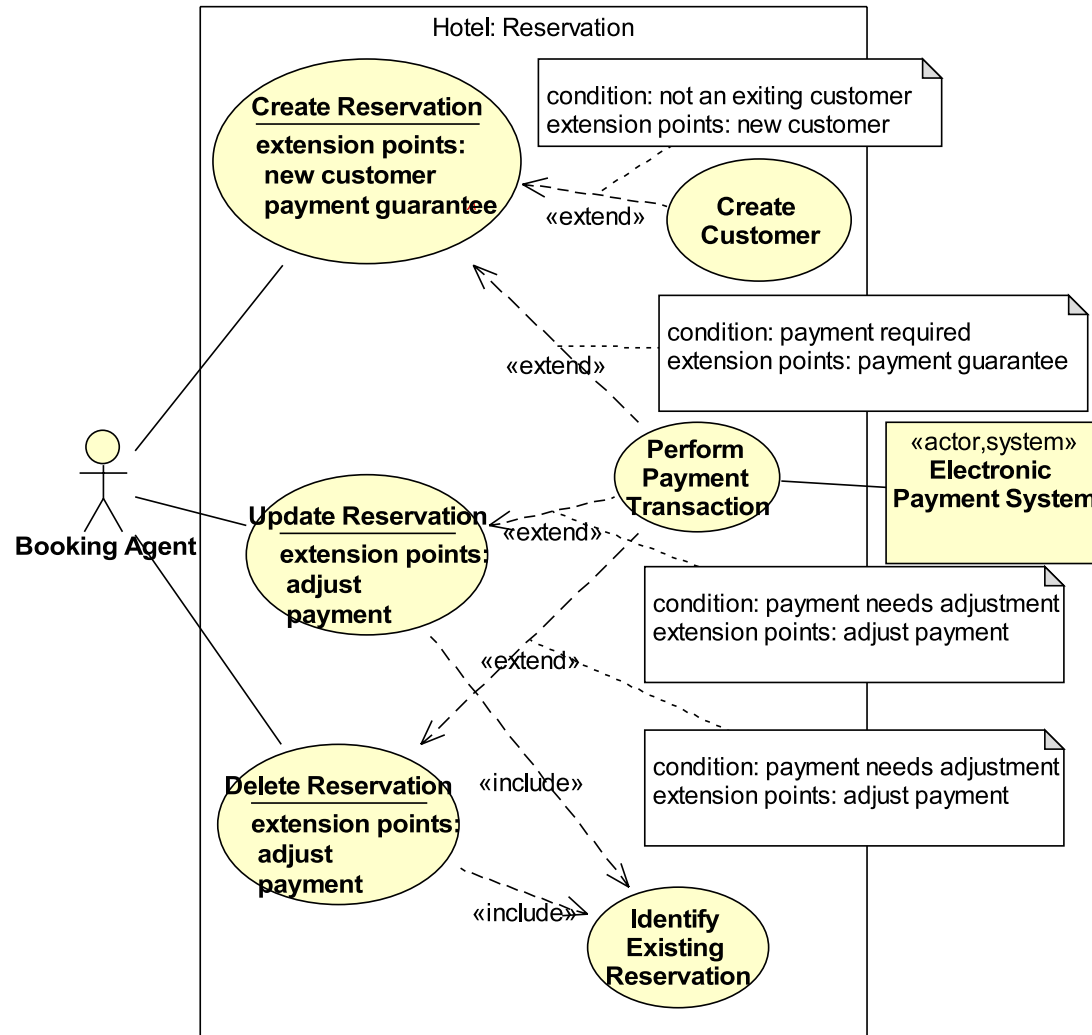 Hotel: Reservation
Create Reservation
extension points:
new customer
payment guarantee
condition: not an exiting customer
extension points: new customer
«extend»
Create
Customer
condition: payment required
extension points: payment guarantee
«extend»
Perform
Payment
Transaction
«actor,system»
Electronic
Payment System
Booking Agent
Update Reservation
extension points:
adjust
payment
«extend»
condition: payment needs adjustment
extension points: adjust payment
«extend»
condition: payment needs adjustment
extension points: adjust payment
Delete Reservation
extension points:
adjust
payment
«include»
«include»
Identify
Existing
Reservation